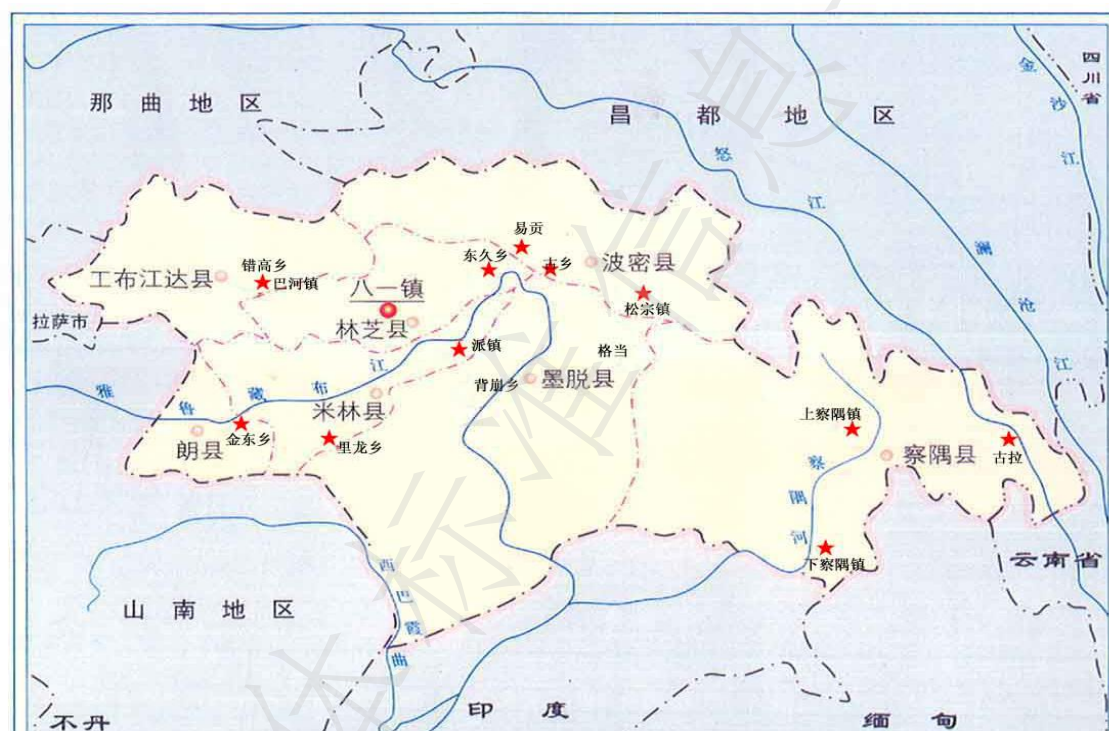 四川省
金沙江
那曲地区
昌都地区
怒江
澜沧江
易贡
东久乡
古乡
波密县
错高乡
工布江达县
巴河镇
八一镇
松宗镇
拉萨市
林芝县
派镇
格当
雅鲁藏布江
背崩乡
墨脱县
米林县
上察隅镇
金东乡
里龙乡
朗县
察隅县
古拉
察隅河
下察隅镇
云南省
西巴霞曲
山南地区
印度
不丹
缅甸